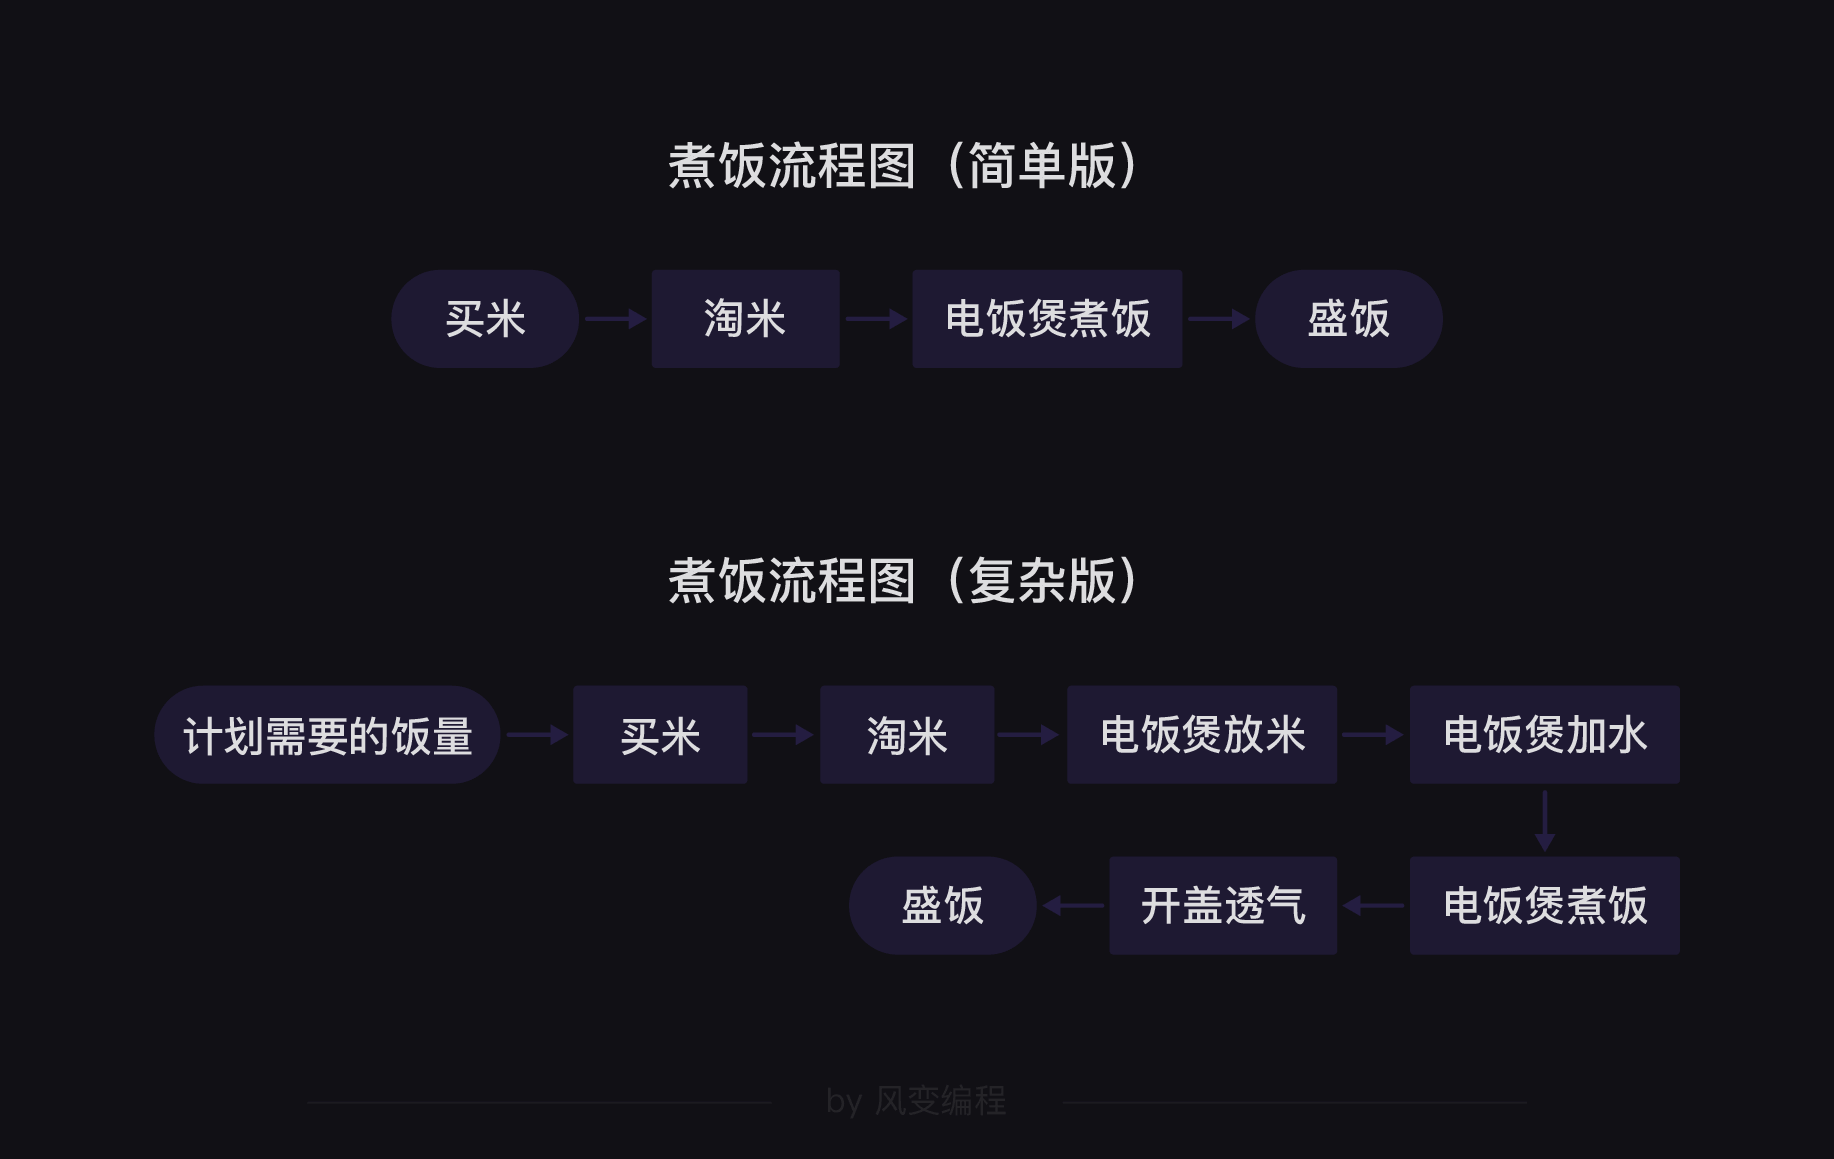 煮饭流程图（简单版）
买米
淘米
电饭煲煮饭
盛饭
煮饭流程图（复杂版）
计划需要的饭量
买米
淘米
电饭煲放米
电饭煲加水
电饭煲煮饭
开盖透气
盛饭
by 风变编程